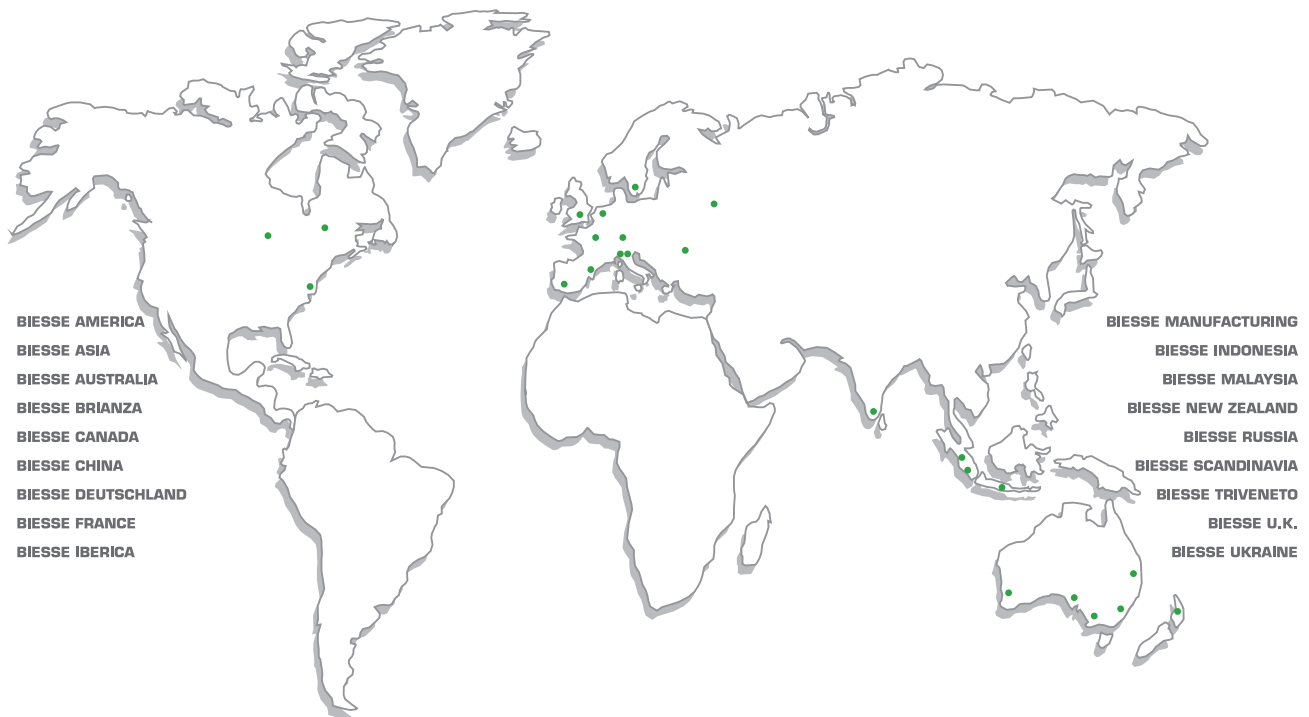 BIESSE AMERICA
BIESSE ASIA
BIESSE AUSTRALIA
BIESSE BRIANZA
BIESSE CANADA
BIESSE CHINA
BIESSE DEUTSCHLAND
BIESSE FRANCE
BIESSE IBERICA
BIESSE MANUFACTURING
BIESSE INDONESIA
BIESSE MALAYSIA
BIESSE NEW ZEALAND
BIESSE RUSSIA
BIESSE SCANDINAVIA
BIESSE TRIVENETO
BIESSE U.K.
BIESSE UKRAINE